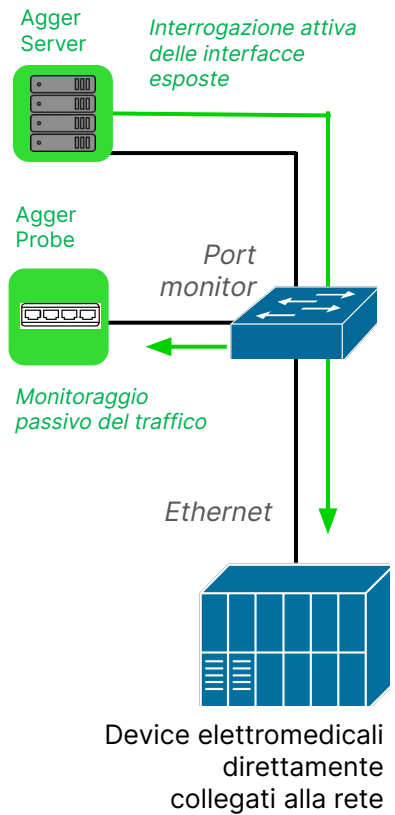 Agger
Server
Interrogazione attiva
delle interfacce
esposte
Agger
Probe
Port
monitor
Monitoraggio
passivo del traffico
Ethernet
Device elettromedicali
direttamente
collegati alla rete